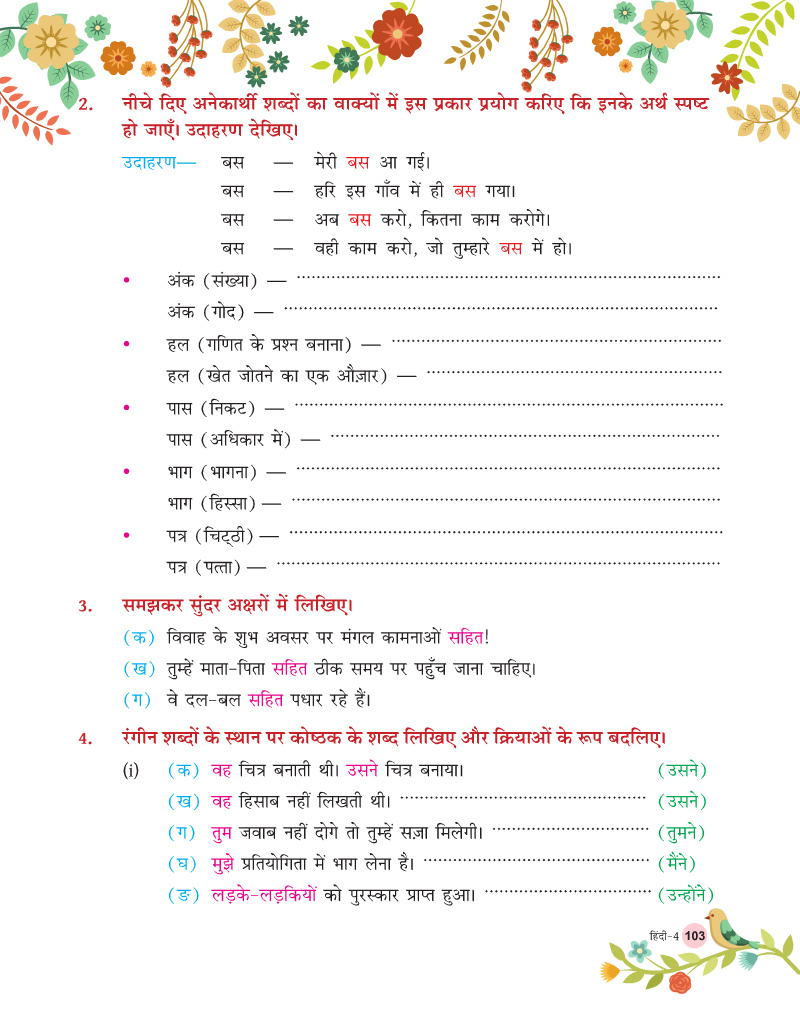 2. नीचे दिए अनेकार्थी शब्दों का वाक्यों में इस प्रकार प्रयोग करिए कि इनके अर्थ स्पष्ट
हो जाएँ। उदाहरण देखिए।
उदाहरण— बस — मेरी बस आ गई।
बस — हरि इस गाँव में ही बस गया।
बस — अब बस करो, कितना काम करोगे।
बस — वही काम करो, जो तुम्हारे बस में हो।
• अंक (संख्या) — ........................................
अंक (गोद) — ........................................
• हल (गणित के प्रश्न बनाना) — ........................................
हल (खेत जोतने का एक औज़ार) — ........................................
• पास (निकट) — ........................................
पास (अधिकार में) — ........................................
• भाग (भागना) — ........................................
भाग (हिस्सा) — ........................................
• पत्र (चिट्ठी) — ........................................
पत्र (पत्ता) — ........................................
3. समझकर सुंदर अक्षरों में लिखिए।
(क) विवाह के शुभ अवसर पर मंगल कामनाओं सहित!
(ख) तुम्हें माता-पिता सहित ठीक समय पर पहुँच जाना चाहिए।
(ग) वे दल-बल सहित पधार रहे हैं।
4. रंगीन शब्दों के स्थान पर कोष्ठक के शब्द लिखिए और क्रियाओं के रूप बदलिए।
(i) (क) वह चित्र बनाती थी। उसने चित्र बनाया। (उसने)
(ख) वह हिसाब नहीं लिखती थी। ........................................ (उसने)
(ग) तुम जवाब नहीं दोगे तो तुम्हें सज़ा मिलेगी। ........................................ (तुमने)
(घ) मुझे प्रतियोगिता में भाग लेना है। ........................................ (मैंने)
(ङ) लड़के-लड़कियों को पुरस्कार प्राप्त हुआ। ........................................ (उन्होंने)
हिंदी-4 103